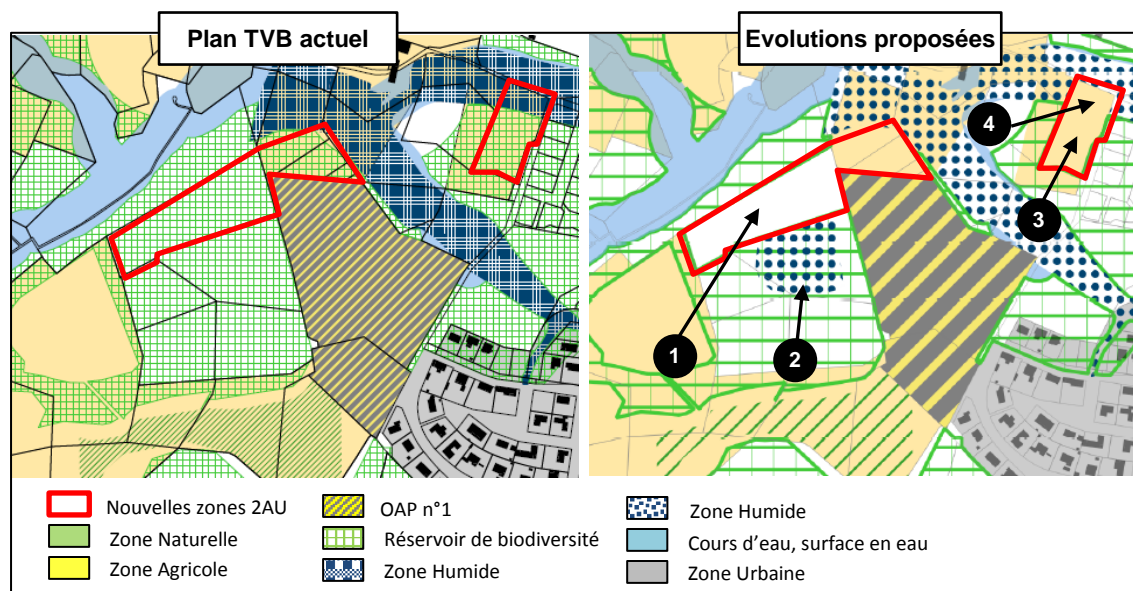 Plan TVB actuel
Evolutions proposées
4
3
1
2
Nouvelles zones 2AU
OAP n°1
Zone Humide
Zone Naturelle
Réservoir de biodiversité
Cours d'eau, surface en eau
Zone Agricole
Zone Humide
Zone Urbaine